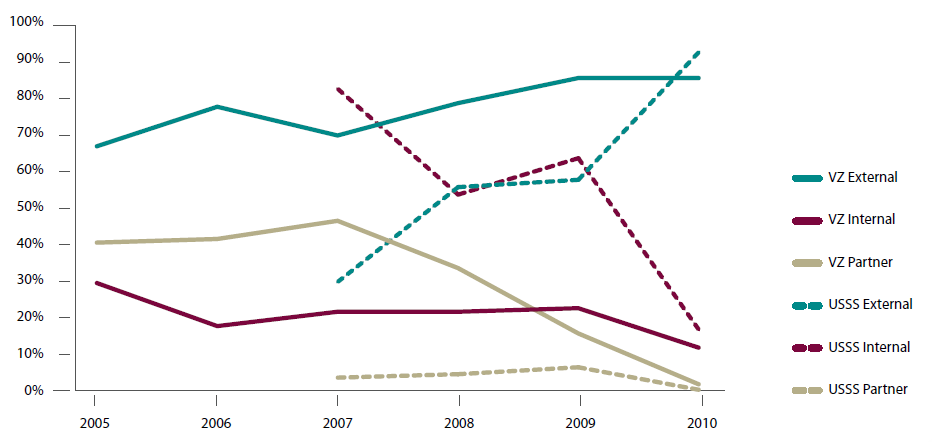 100%
90%
80%
70%
60%
50%
40%
30%
20%
10%
0%
2005 2006 2007 2008 2009 2010
VZ External
VZ Internal
VZ Partner
USSS External
USSS Internal
USSS Partner